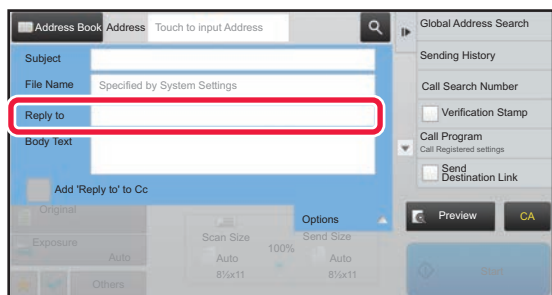 Address Book Address Touch to input Address
Subject
File Name Specified by System Settings
Reply to
Body Text
Add 'Reply to' to Cc
Options
Original
Exposure
Auto
Others
Scan Size
Auto
8½x11
100%
Send Size
Auto
8½x11
Global Address Search
Sending History
Call Search Number
Verification Stamp
Call Program
Call Registered settings
Send
Destination Link
Preview
CA
Start